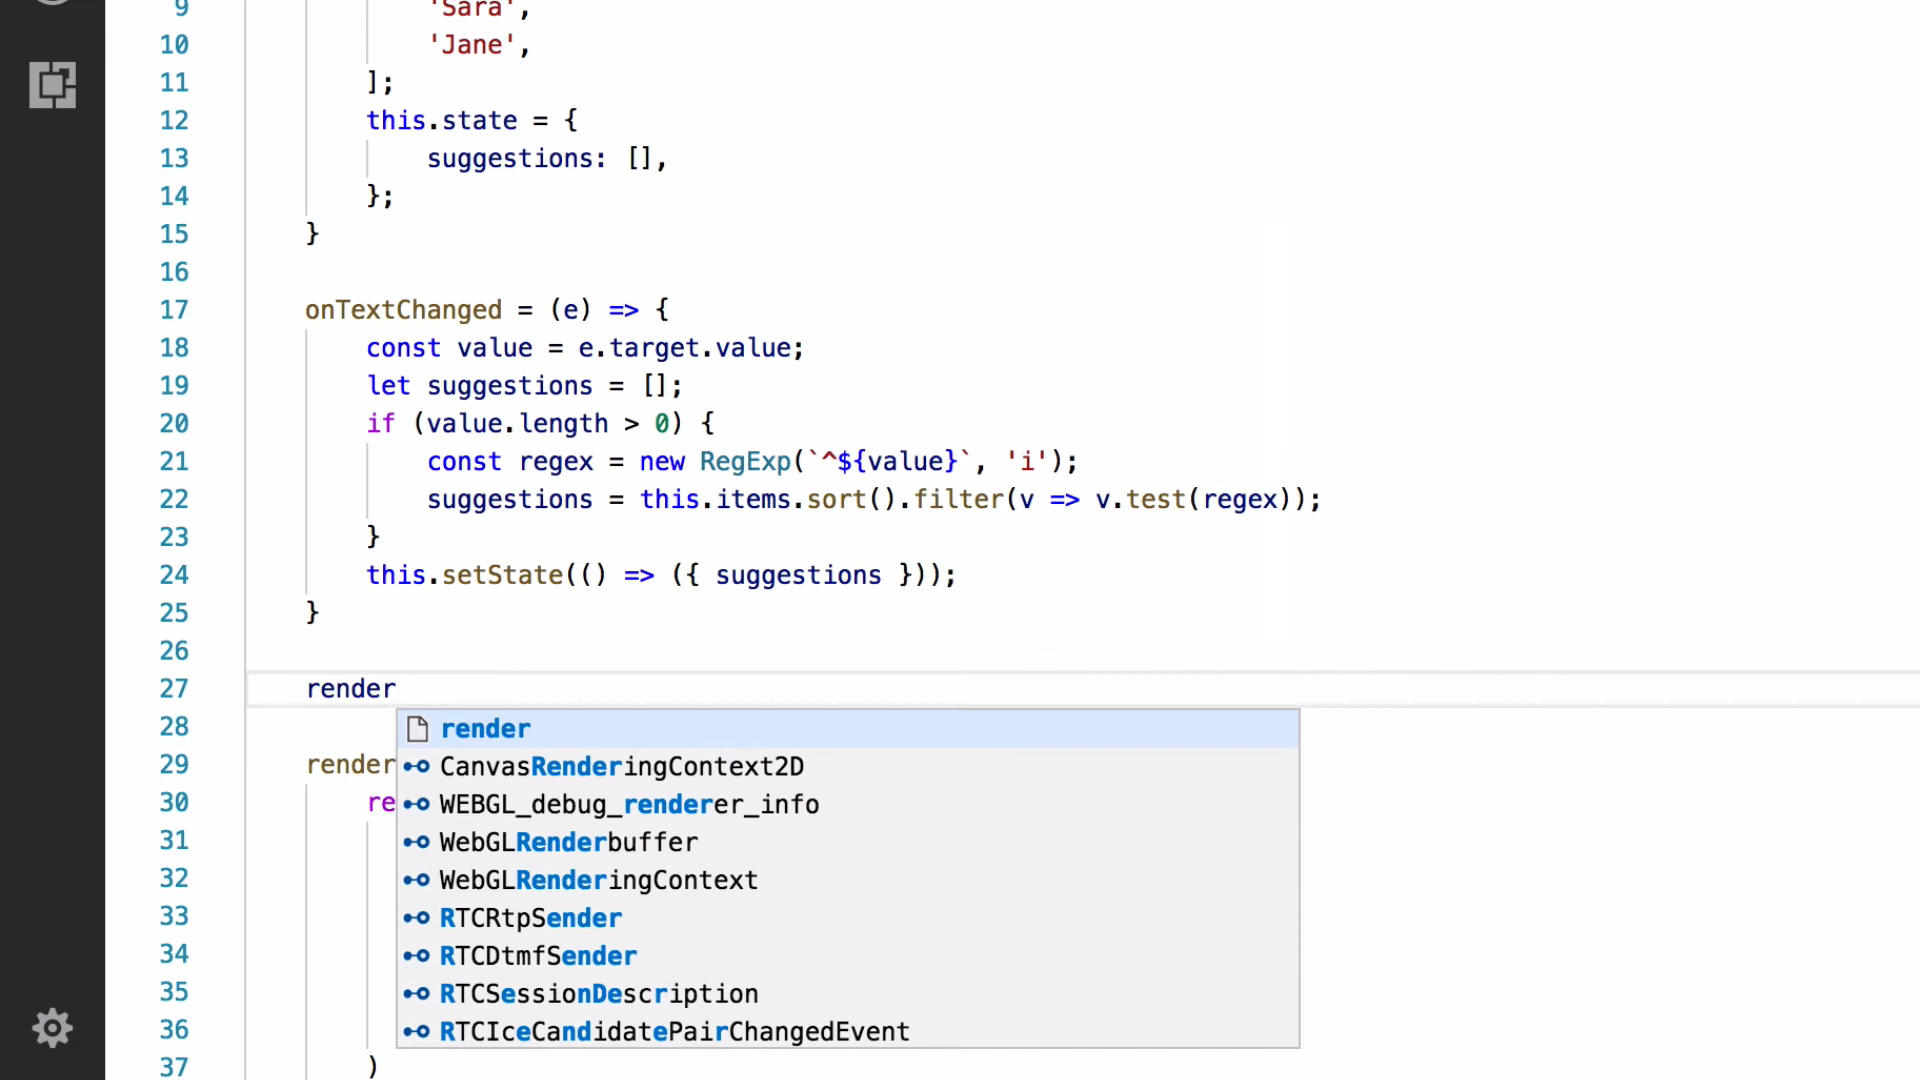 9 'Sara',
10 'Jane',
11 ];
12 this.state = {
13 suggestions: [],
14 };
15 }
16
17 onTextChanged = (e) => {
18 const value = e.target.value;
19 let suggestions = [];
20 if (value.length > 0) {
21 const regex = new RegExp(`^${value}`, 'i');
22 suggestions = this.items.sort().filter(v => v.test(regex));
23 }
24 this.setState(() => ({ suggestions }));
25 }
26
27 render
28 render
29 render CanvasRenderingContext2D
30 re WEBGL_debug_renderer_info
31 WebGLRenderbuffer
32 WebGLRenderingContext
33 RTCRtpSender
34 RTCDtmfSender
35 RTCSessionDescription
36 RTCIceCandidatePairChangedEvent
37 )